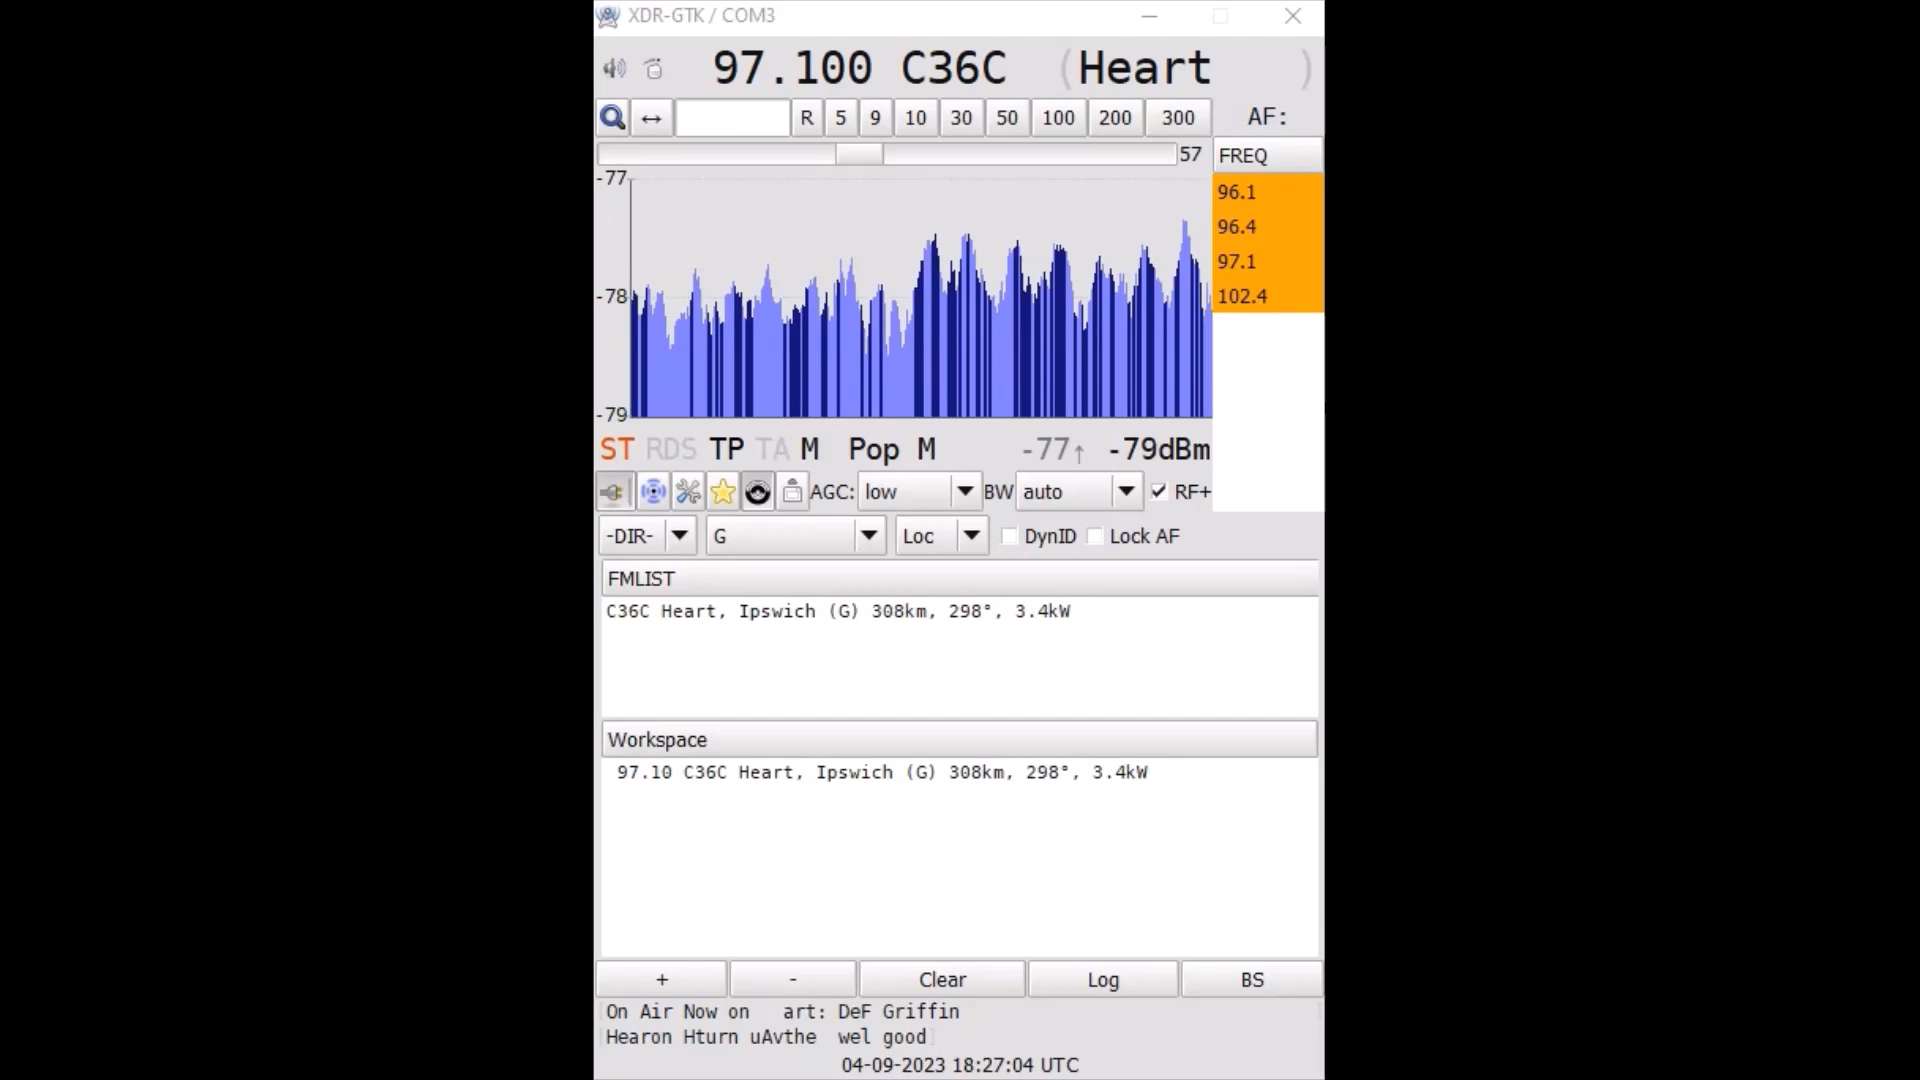 XDR-GTK / COM3
97.100 C36C (Heart )
R 5 9 10 30 50 100 200 300 AF:
57 FREQ
-77
96.1
96.4
97.1
-78 102.4
-79
ST RDS TP TA M Pop M -77↑ -79dBm
AGC: low BW auto RF+
-DIR- G Loc DynID Lock AF
FMLIST
C36C Heart, Ipswich (G) 308km, 298°, 3.4kW
Workspace
97.10 C36C Heart, Ipswich (G) 308km, 298°, 3.4kW
+ - Clear Log BS
On Air Now on art: DeF Griffin
Hearon Hturn uAvthe wel good
04-09-2023 18:27:04 UTC